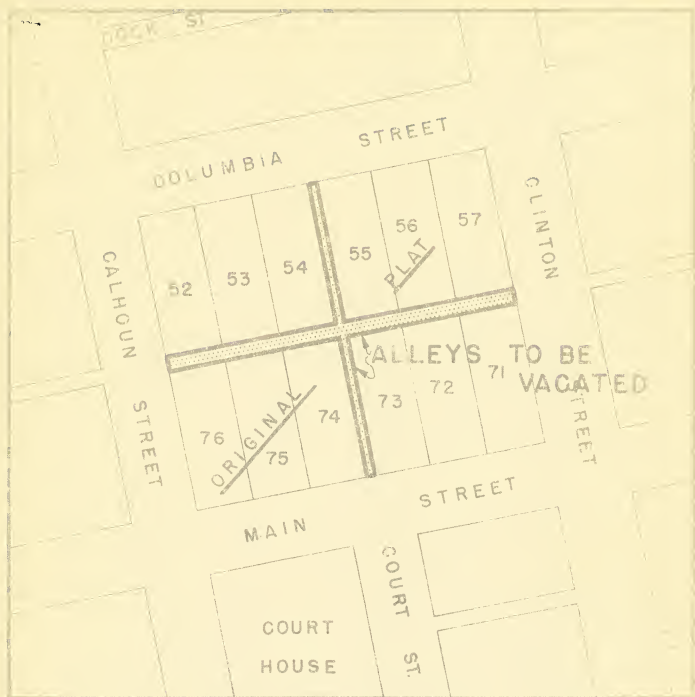 DOCK ST
COLUMBIA STREET
CALHOUN STREET
CLINTON STREET
52 53 54 55 56 57
PLAT
ALLEYS TO BE
VACATED
ORIGINAL
76 75 74 73 72 71
MAIN STREET
COURT ST.
COURT
HOUSE